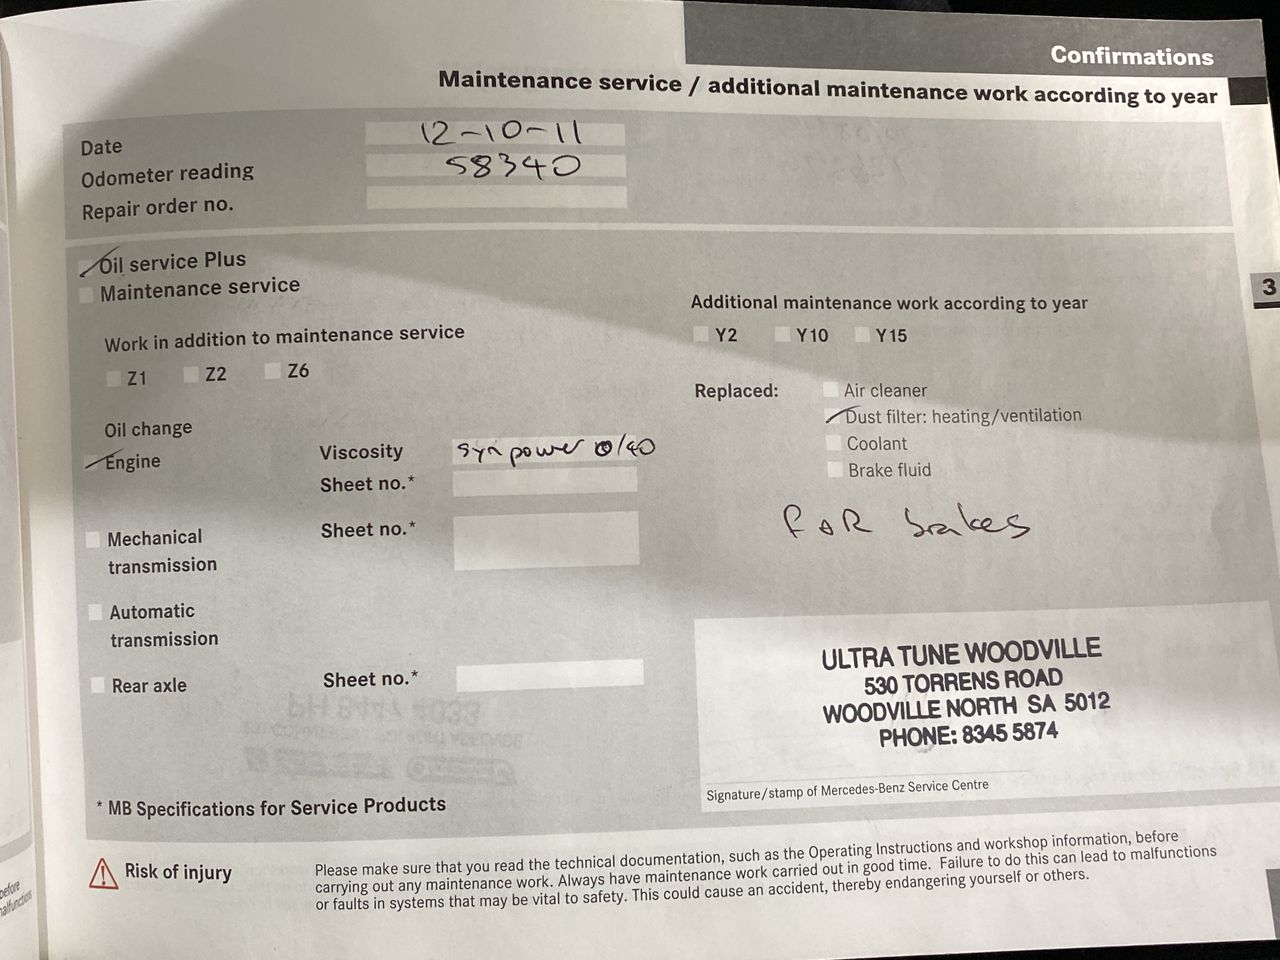 Confirmations
Maintenance service / additional maintenance work according to year
Date 12-10-11
Odometer reading 58340
Repair order no.
3
Oil service Plus
Maintenance service
Work in addition to maintenance service
Z1 Z2 Z6
Additional maintenance work according to year
Y2 Y10 Y15
Replaced: Air cleaner
Dust filter: heating/ventilation
Coolant
Brake fluid
Oil change
Engine Viscosity synpower 0/40
Sheet no.*
Mechanical Sheet no.*
transmission
Automatic
transmission
Rear axle Sheet no.*
brakes
ULTRA TUNE WOODVILLE
530 TORRENS ROAD
WOODVILLE NORTH SA 5012
PHONE: 8345 5874
Signature/stamp of Mercedes-Benz Service Centre
* MB Specifications for Service Products
Risk of injury
Please make sure that you read the technical documentation, such as the Operating Instructions and workshop information, before
carrying out any maintenance work. Always have maintenance work carried out in good time. Failure to do this can lead to malfunctions
or faults in systems that may be vital to safety. This could cause an accident, thereby endangering yourself or others.